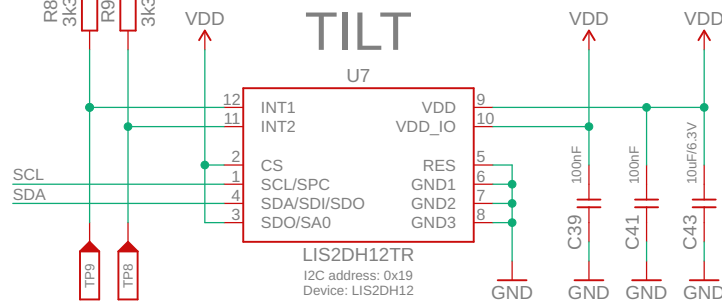 R8
3k3
R9
3k3
VDD
TILT
VDD
VDD
U7
12 INT1
11 INT2
2 CS
1 SCL/SPC
4 SDA/SDI/SDO
3 SDO/SA0
VDD 9
VDD_IO 10
RES 5
GND1 6
GND2 7
GND3 8
SCL
SDA
LIS2DH12TR
I2C address: 0x19
Device: LIS2DH12
TP9
TP8
100nF
C39
100nF
C41
10uF/6.3V
C43
GND
GND
GND
GND